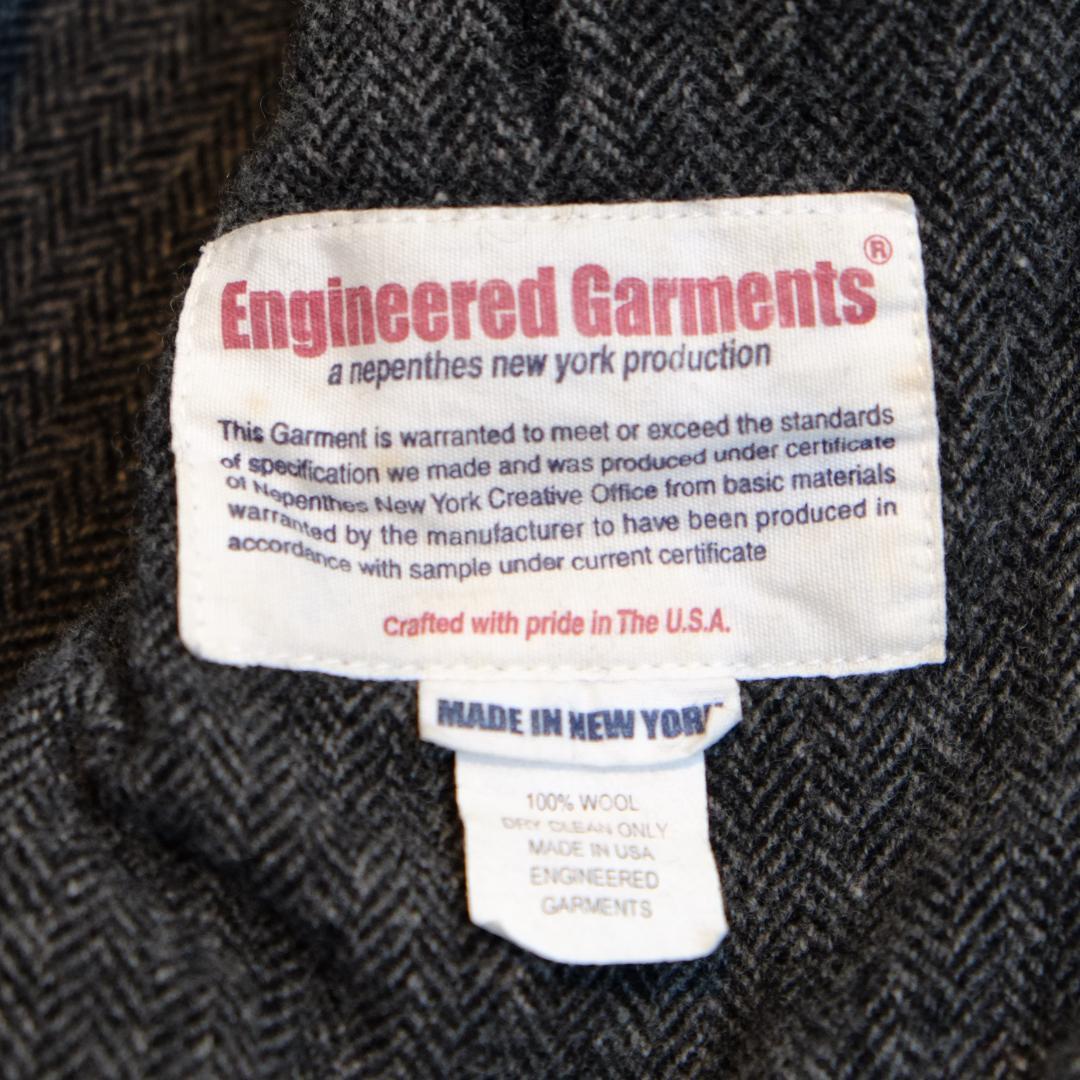 Engineered Garments®
a nepenthes new york production
This Garment is warranted to meet or exceed the standards
of specification we made and was produced under certificate
of Nepenthes New York Creative Office from basic materials
warranted by the manufacturer to have been produced in
accordance with sample under current certificate
Crafted with pride in The U.S.A.
MADE IN NEW YORK
100% WOOL
DRY CLEAN ONLY
MADE IN USA
ENGINEERED
GARMENTS